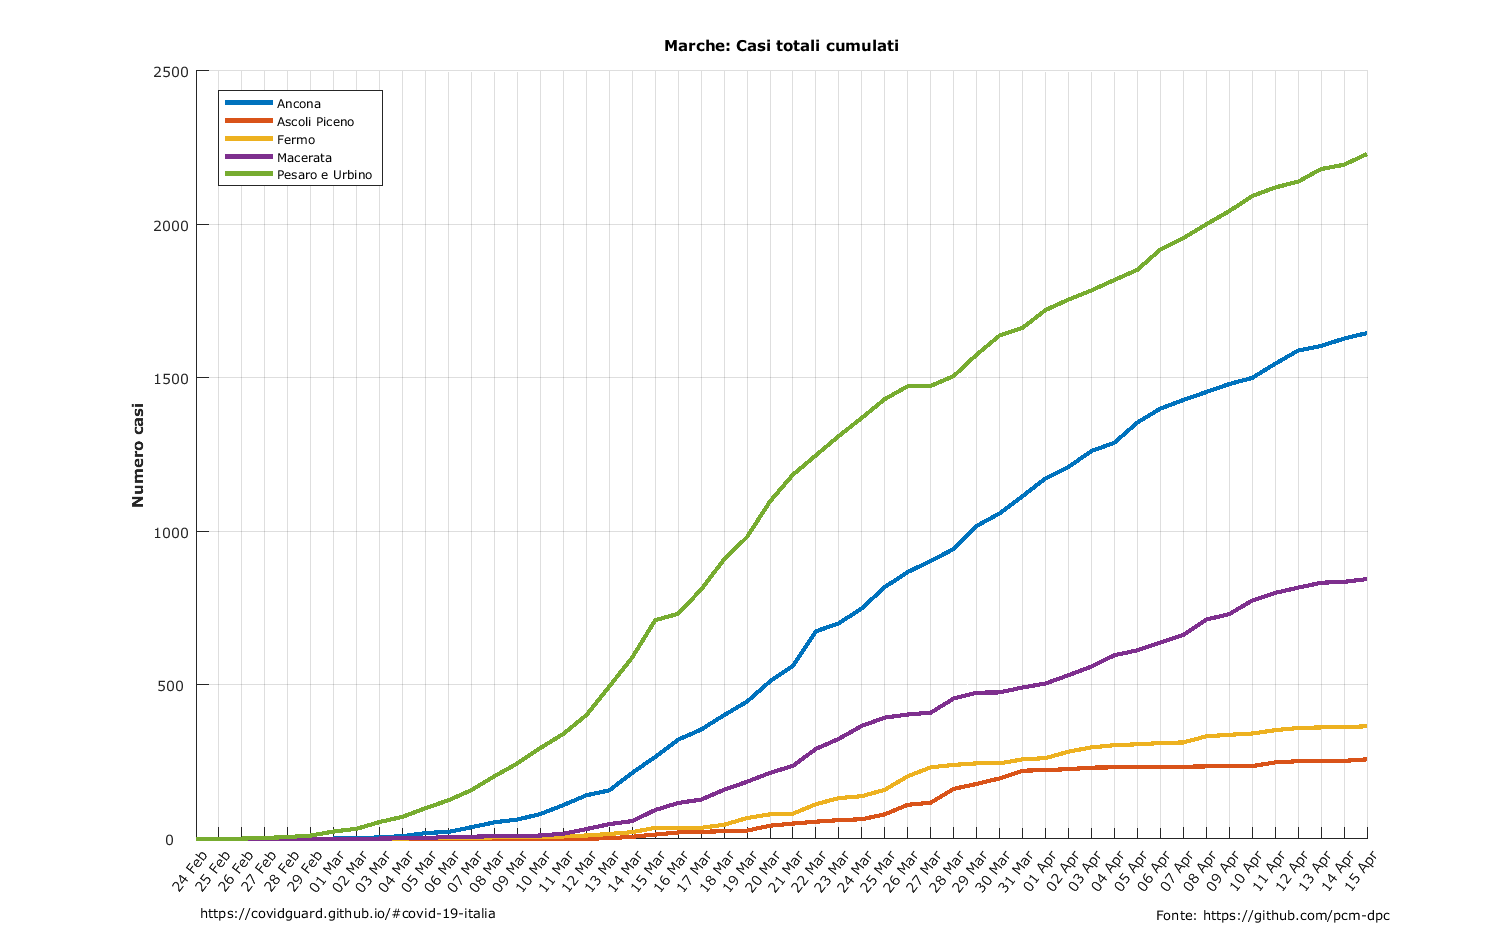 Marche: Casi totali cumulati
2500
2000
1500
1000
500
0
Numero casi
Ancona
Ascoli Piceno
Fermo
Macerata
Pesaro e Urbino
24 Feb
25 Feb
26 Feb
27 Feb
28 Feb
29 Feb
01 Mar
02 Mar
03 Mar
04 Mar
05 Mar
06 Mar
07 Mar
08 Mar
09 Mar
10 Mar
11 Mar
12 Mar
13 Mar
14 Mar
15 Mar
16 Mar
17 Mar
18 Mar
19 Mar
20 Mar
21 Mar
22 Mar
23 Mar
24 Mar
25 Mar
26 Mar
27 Mar
28 Mar
29 Mar
30 Mar
31 Mar
01 Apr
02 Apr
03 Apr
04 Apr
05 Apr
06 Apr
07 Apr
08 Apr
09 Apr
10 Apr
11 Apr
12 Apr
13 Apr
14 Apr
15 Apr
https://covidguard.github.io/#covid-19-italia
Fonte: https://github.com/pcm-dpc